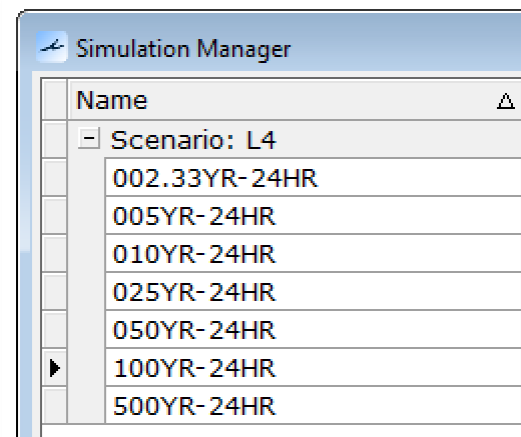 Simulation Manager
Name
Scenario: L4
002.33YR-24HR
005YR-24HR
010YR-24HR
025YR-24HR
050YR-24HR
100YR-24HR
500YR-24HR